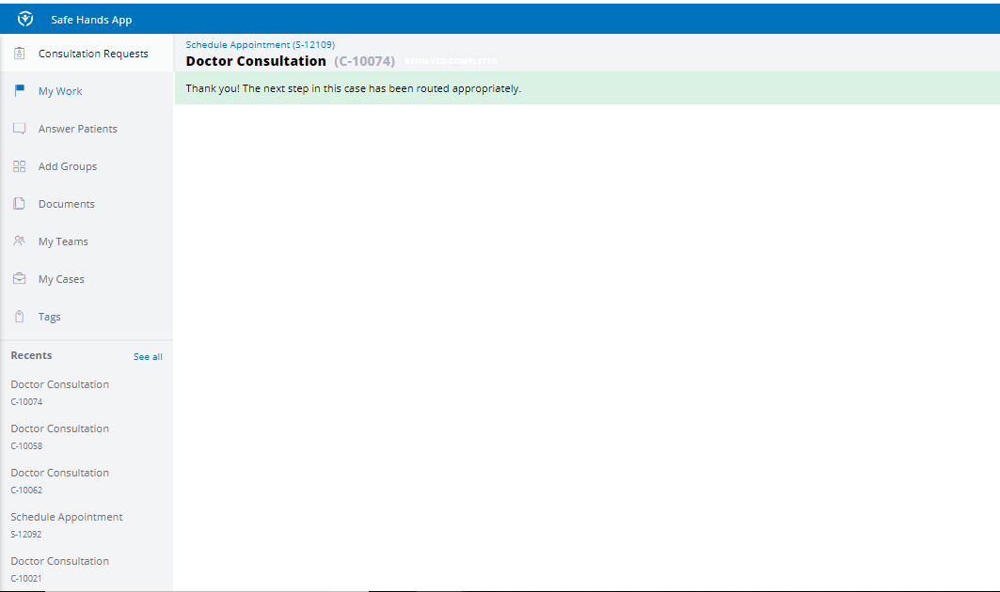 Safe Hands App
Consultation Requests
My Work
Answer Patients
Add Groups
Documents
My Teams
My Cases
Tags
Recents See all
Doctor Consultation
C-10074
Doctor Consultation
C-10058
Doctor Consultation
C-10062
Schedule Appointment
S-12092
Doctor Consultation
C-10021
Schedule Appointment (S-12109)
Doctor Consultation (C-10074) RESOLVED-COMPLETED
Thank you! The next step in this case has been routed appropriately.